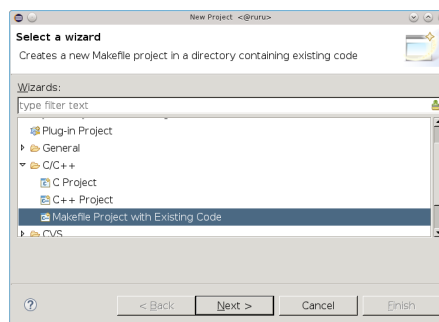 New Project <@ruru>
Select a wizard
Creates a new Makefile project in a directory containing existing code
Wizards:
type filter text
Plug-in Project
General
C/C++
C Project
C++ Project
Makefile Project with Existing Code
CVS
< Back Next > Cancel Finish